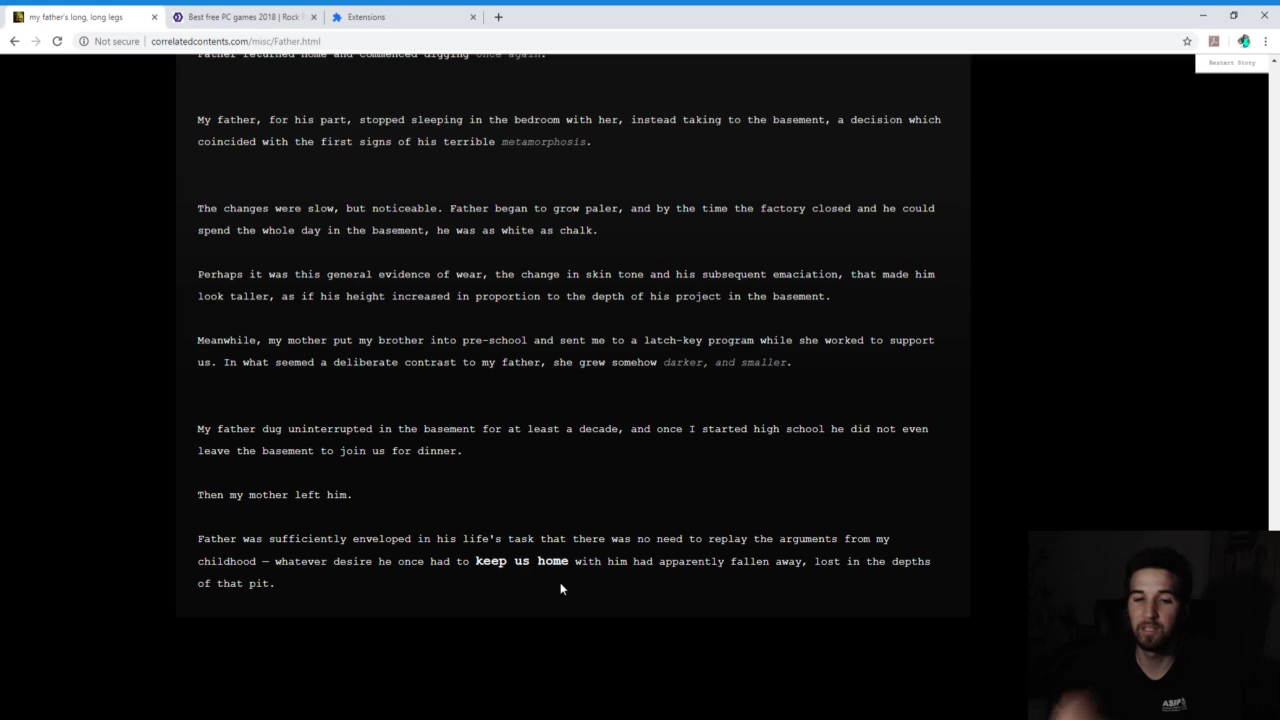 my father's long, long legs
Best free PC games 2018 | Rock P
Extensions
Not secure | correlatedcontents.com/misc/Father.html
Restart Story
Father returned home and commenced digging once again.
My father, for his part, stopped sleeping in the bedroom with her, instead taking to the basement, a decision which
coincided with the first signs of his terrible metamorphosis.
The changes were slow, but noticeable. Father began to grow paler, and by the time the factory closed and he could
spend the whole day in the basement, he was as white as chalk.
Perhaps it was this general evidence of wear, the change in skin tone and his subsequent emaciation, that made him
look taller, as if his height increased in proportion to the depth of his project in the basement.
Meanwhile, my mother put my brother into pre-school and sent me to a latch-key program while she worked to support
us. In what seemed a deliberate contrast to my father, she grew somehow darker, and smaller.
My father dug uninterrupted in the basement for at least a decade, and once I started high school he did not even
leave the basement to join us for dinner.
Then my mother left him.
Father was sufficiently enveloped in his life's task that there was no need to replay the arguments from my
childhood — whatever desire he once had to keep us home with him had apparently fallen away, lost in the depths
of that pit.